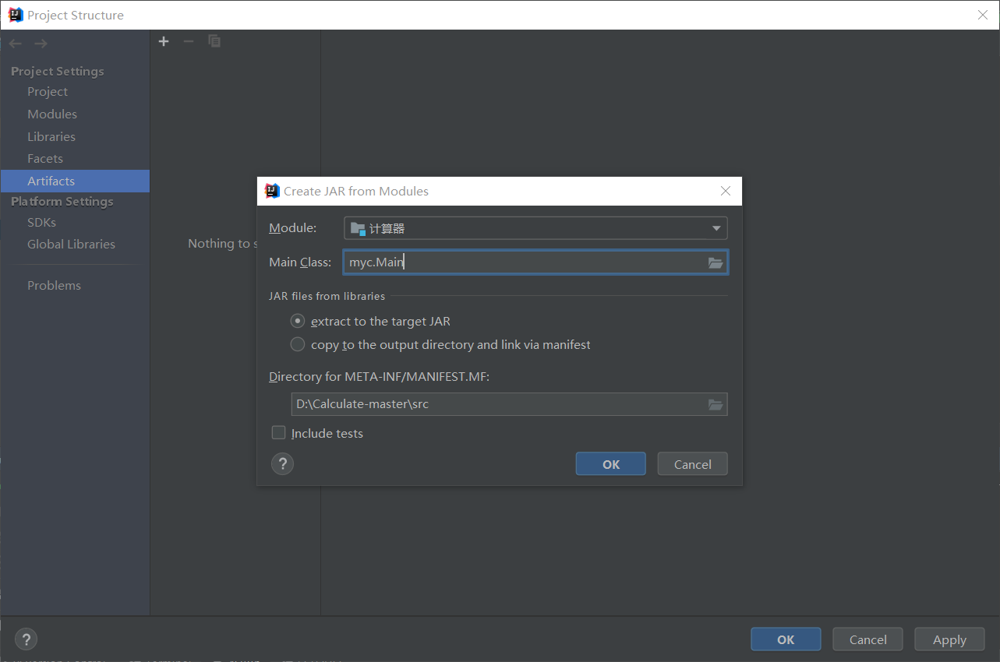 Project Structure
Project Settings
Project
Modules
Libraries
Facets
Artifacts
Platform Settings
SDKs
Global Libraries
Problems
Nothing to s
Create JAR from Modules
Module: 计算器
Main Class: myc.Main
JAR files from libraries
extract to the target JAR
copy to the output directory and link via manifest
Directory for META-INF/MANIFEST.MF:
D:\Calculate-master\src
Include tests
? OK Cancel
? OK Cancel Apply